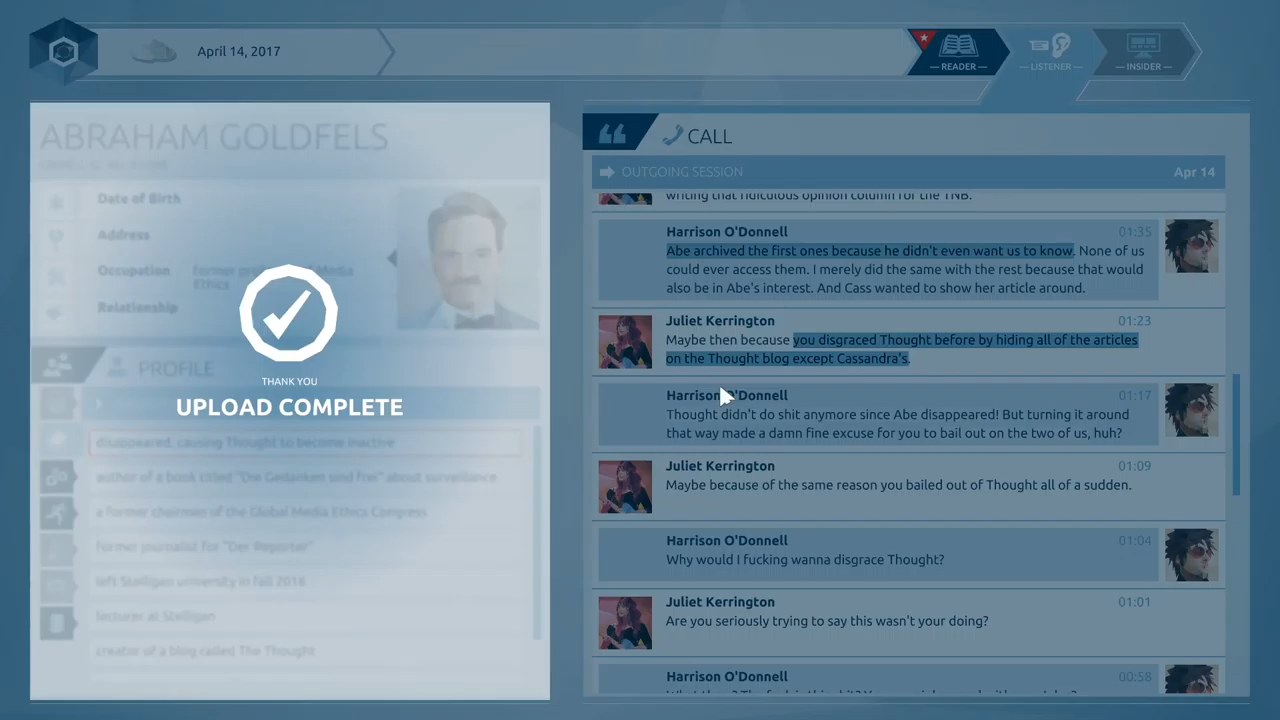 April 14, 2017
READER
LISTENER
INSIDER
ABRAHAM GOLDFELS
Date of Birth
Address
Occupation
former
Media
Ethics
Relationship
PROFILE
THANK YOU
UPLOAD COMPLETE
disappeared, causing Thought to become inactive
author of a book titled "Die Gedanken sind frei" about surveillance
a former chairman of the Global Media Ethics Congress
former journalist for "Der Reporter"
left Stelligan university in fall 2016
lecturer at Stelligan
creator of a blog called The Thought
CALL
OUTGOING SESSION
Apr 14
writing that ridiculous opinion column for the TNB.
Harrison O'Donnell
01:35
Abe archived the first ones because he didn't even want us to know. None of us
could ever access them. I merely did the same with the rest because that would
also be in Abe's interest. And Cass wanted to show her article around.
Juliet Kerrington
01:23
Maybe then because you disgraced Thought before by hiding all of the articles
on the Thought blog except Cassandra's.
Harrison O'Donnell
01:17
Thought didn't do shit anymore since Abe disappeared! But turning it around
that way made a damn fine excuse for you to bail out on the two of us, huh?
Juliet Kerrington
01:09
Maybe because of the same reason you bailed out of Thought all of a sudden.
Harrison O'Donnell
01:04
Why would I fucking wanna disgrace Thought?
Juliet Kerrington
01:01
Are you seriously trying to say this wasn't your doing?
Harrison O'Donnell
00:58